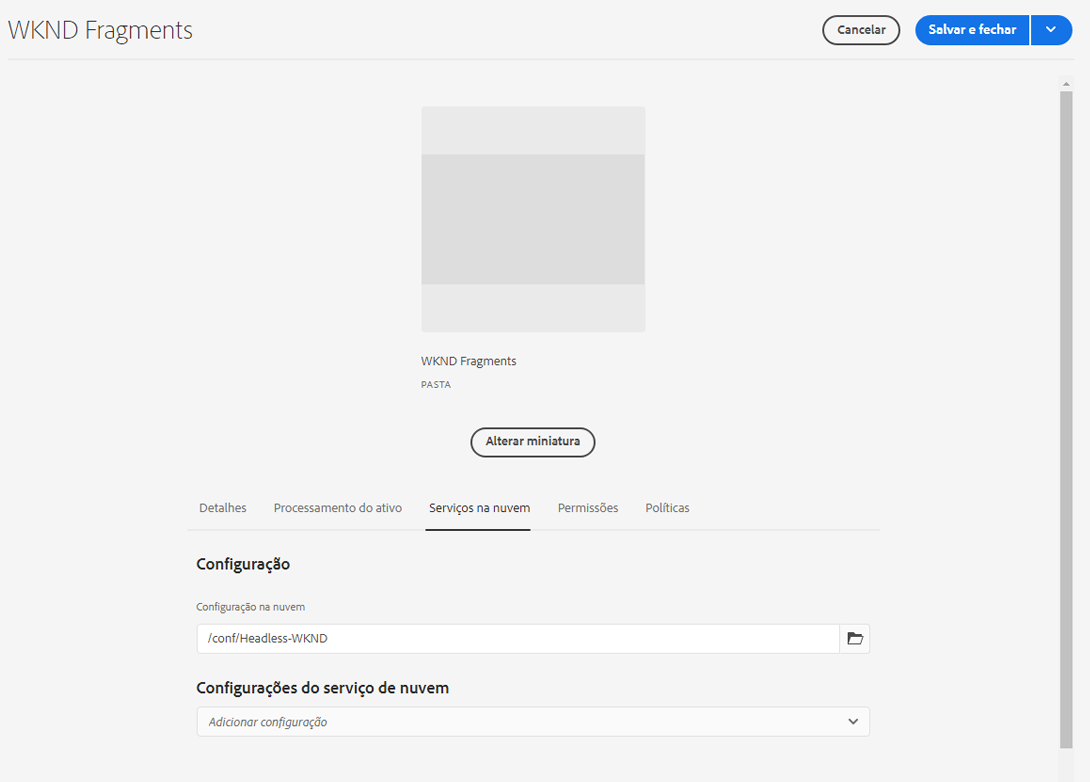 WKND Fragments
Cancelar
Salvar e fechar
WKND Fragments
PASTA
Alterar miniatura
Detalhes Processamento do ativo Serviços na nuvem Permissões Políticas
Configuração
Configuração na nuvem
/conf/Headless-WKND
Configurações do serviço de nuvem
Adicionar configuração